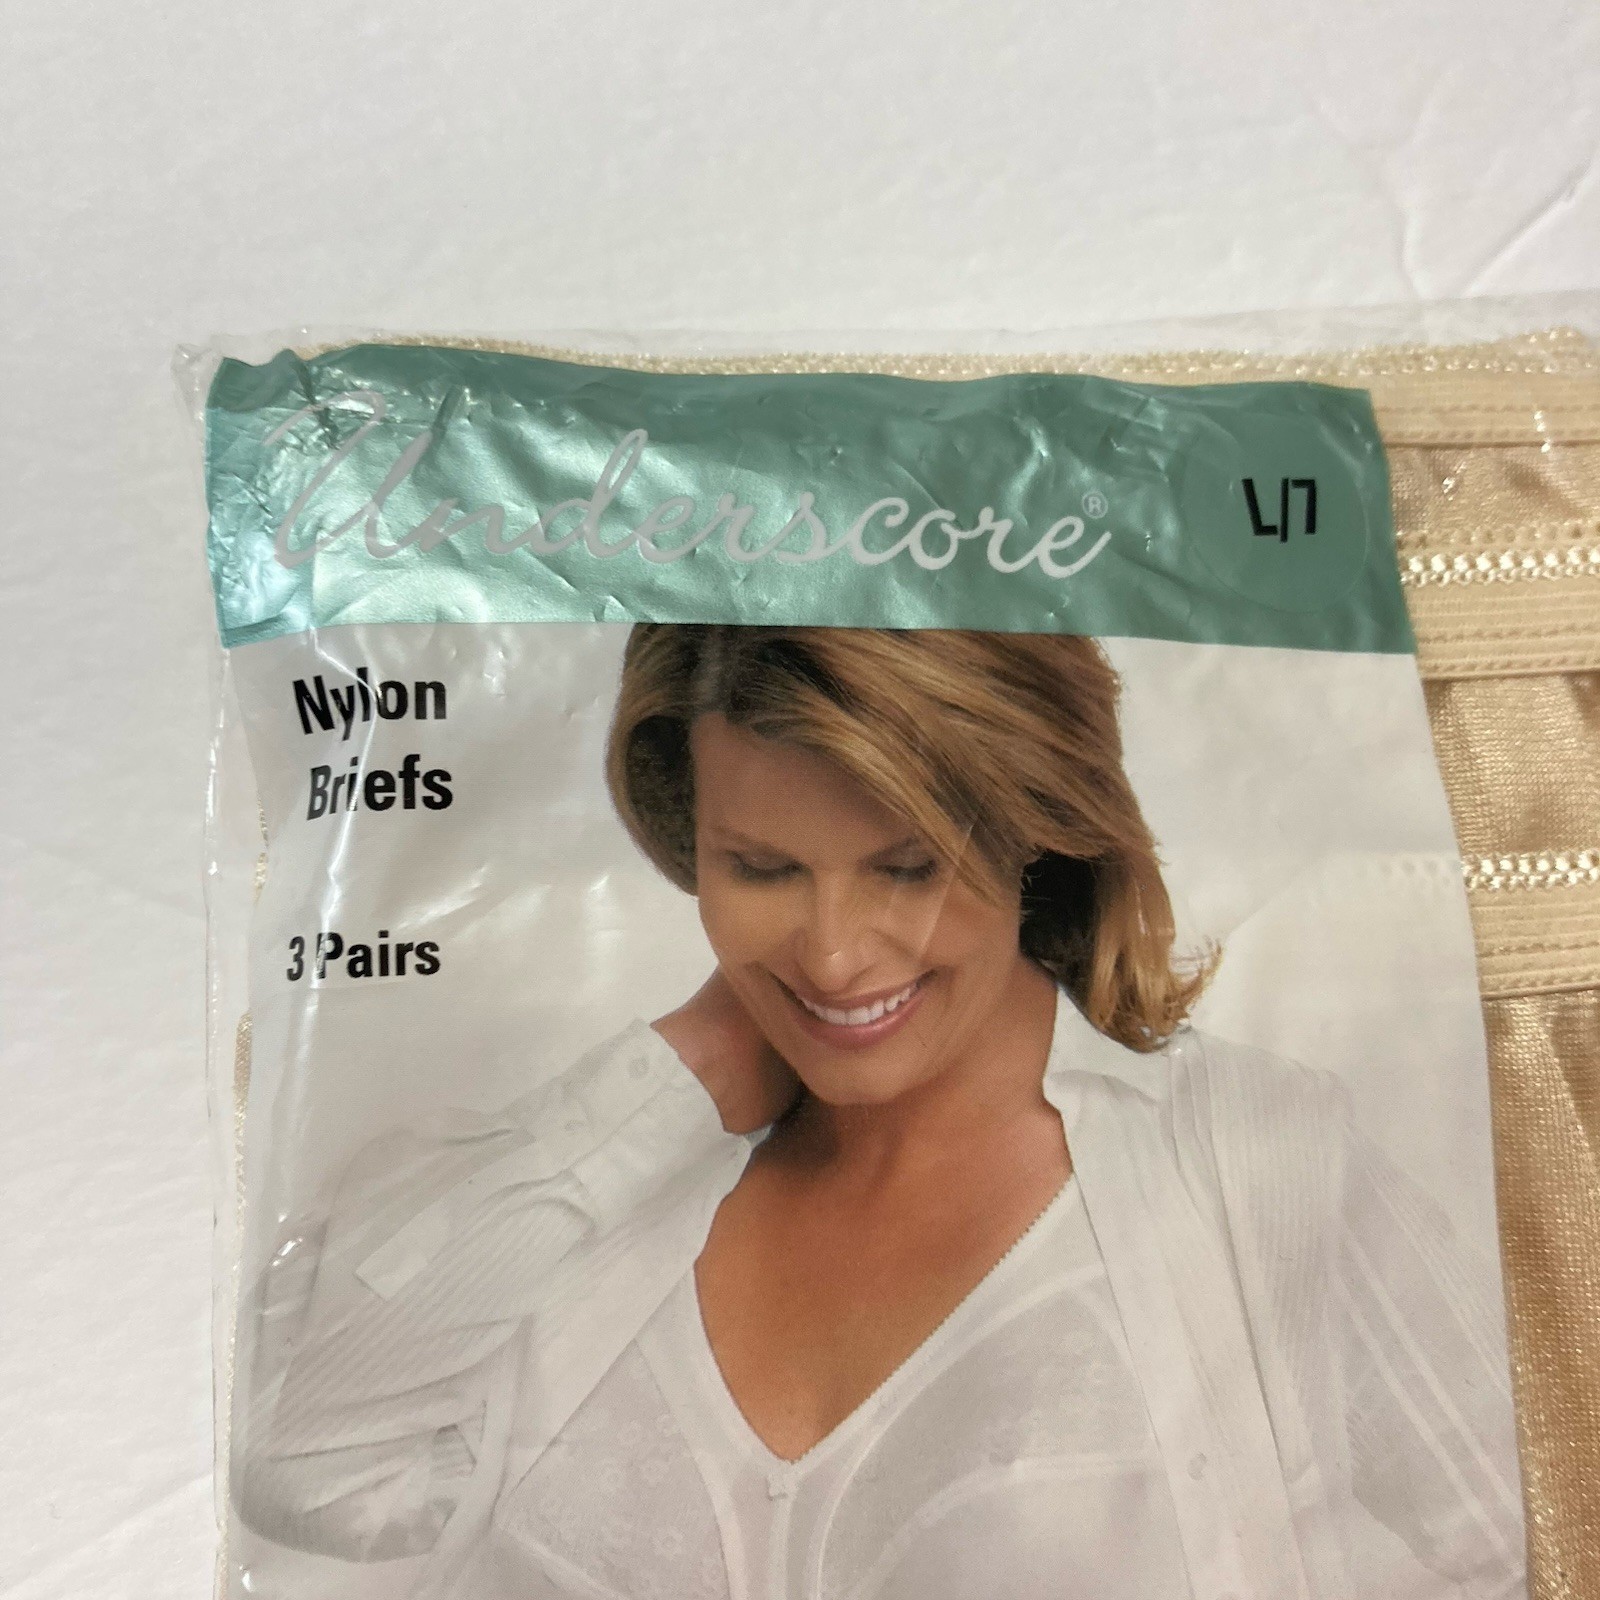 Underscore®
L/7
Nylon
Briefs
3 Pairs